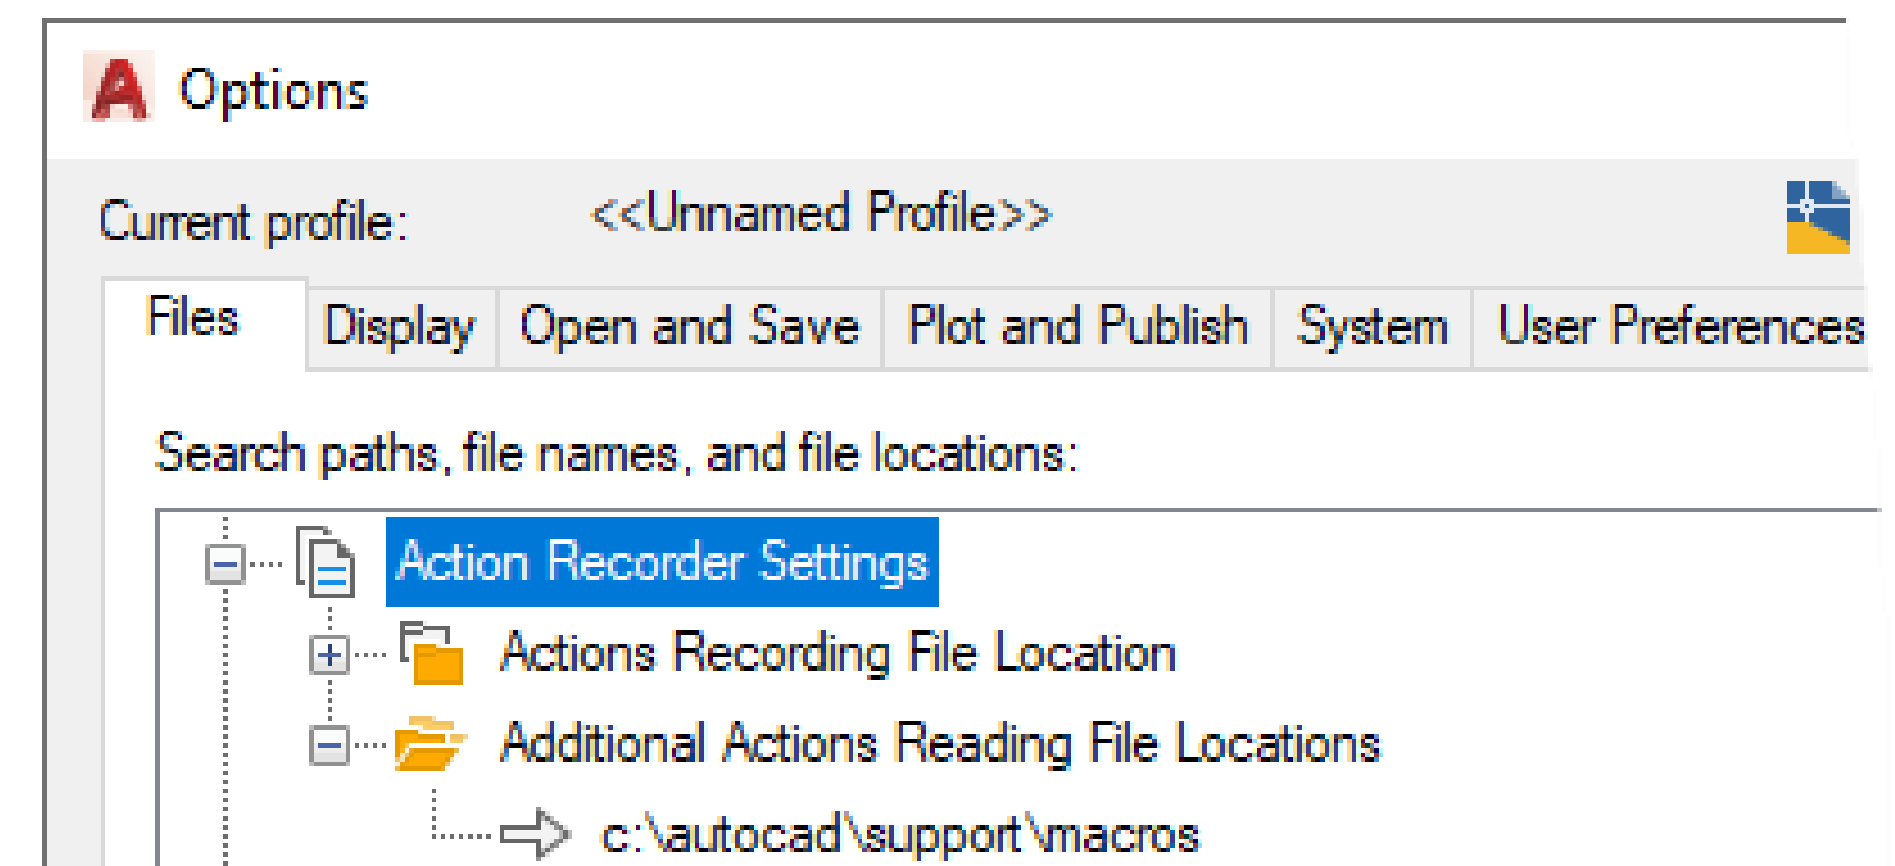 Options
Current profile: <<Unnamed Profile>>
Files Display Open and Save Plot and Publish System User Preferences
Search paths, file names, and file locations:
Action Recorder Settings
Actions Recording File Location
Additional Actions Reading File Locations
c:\autocad\support\macros